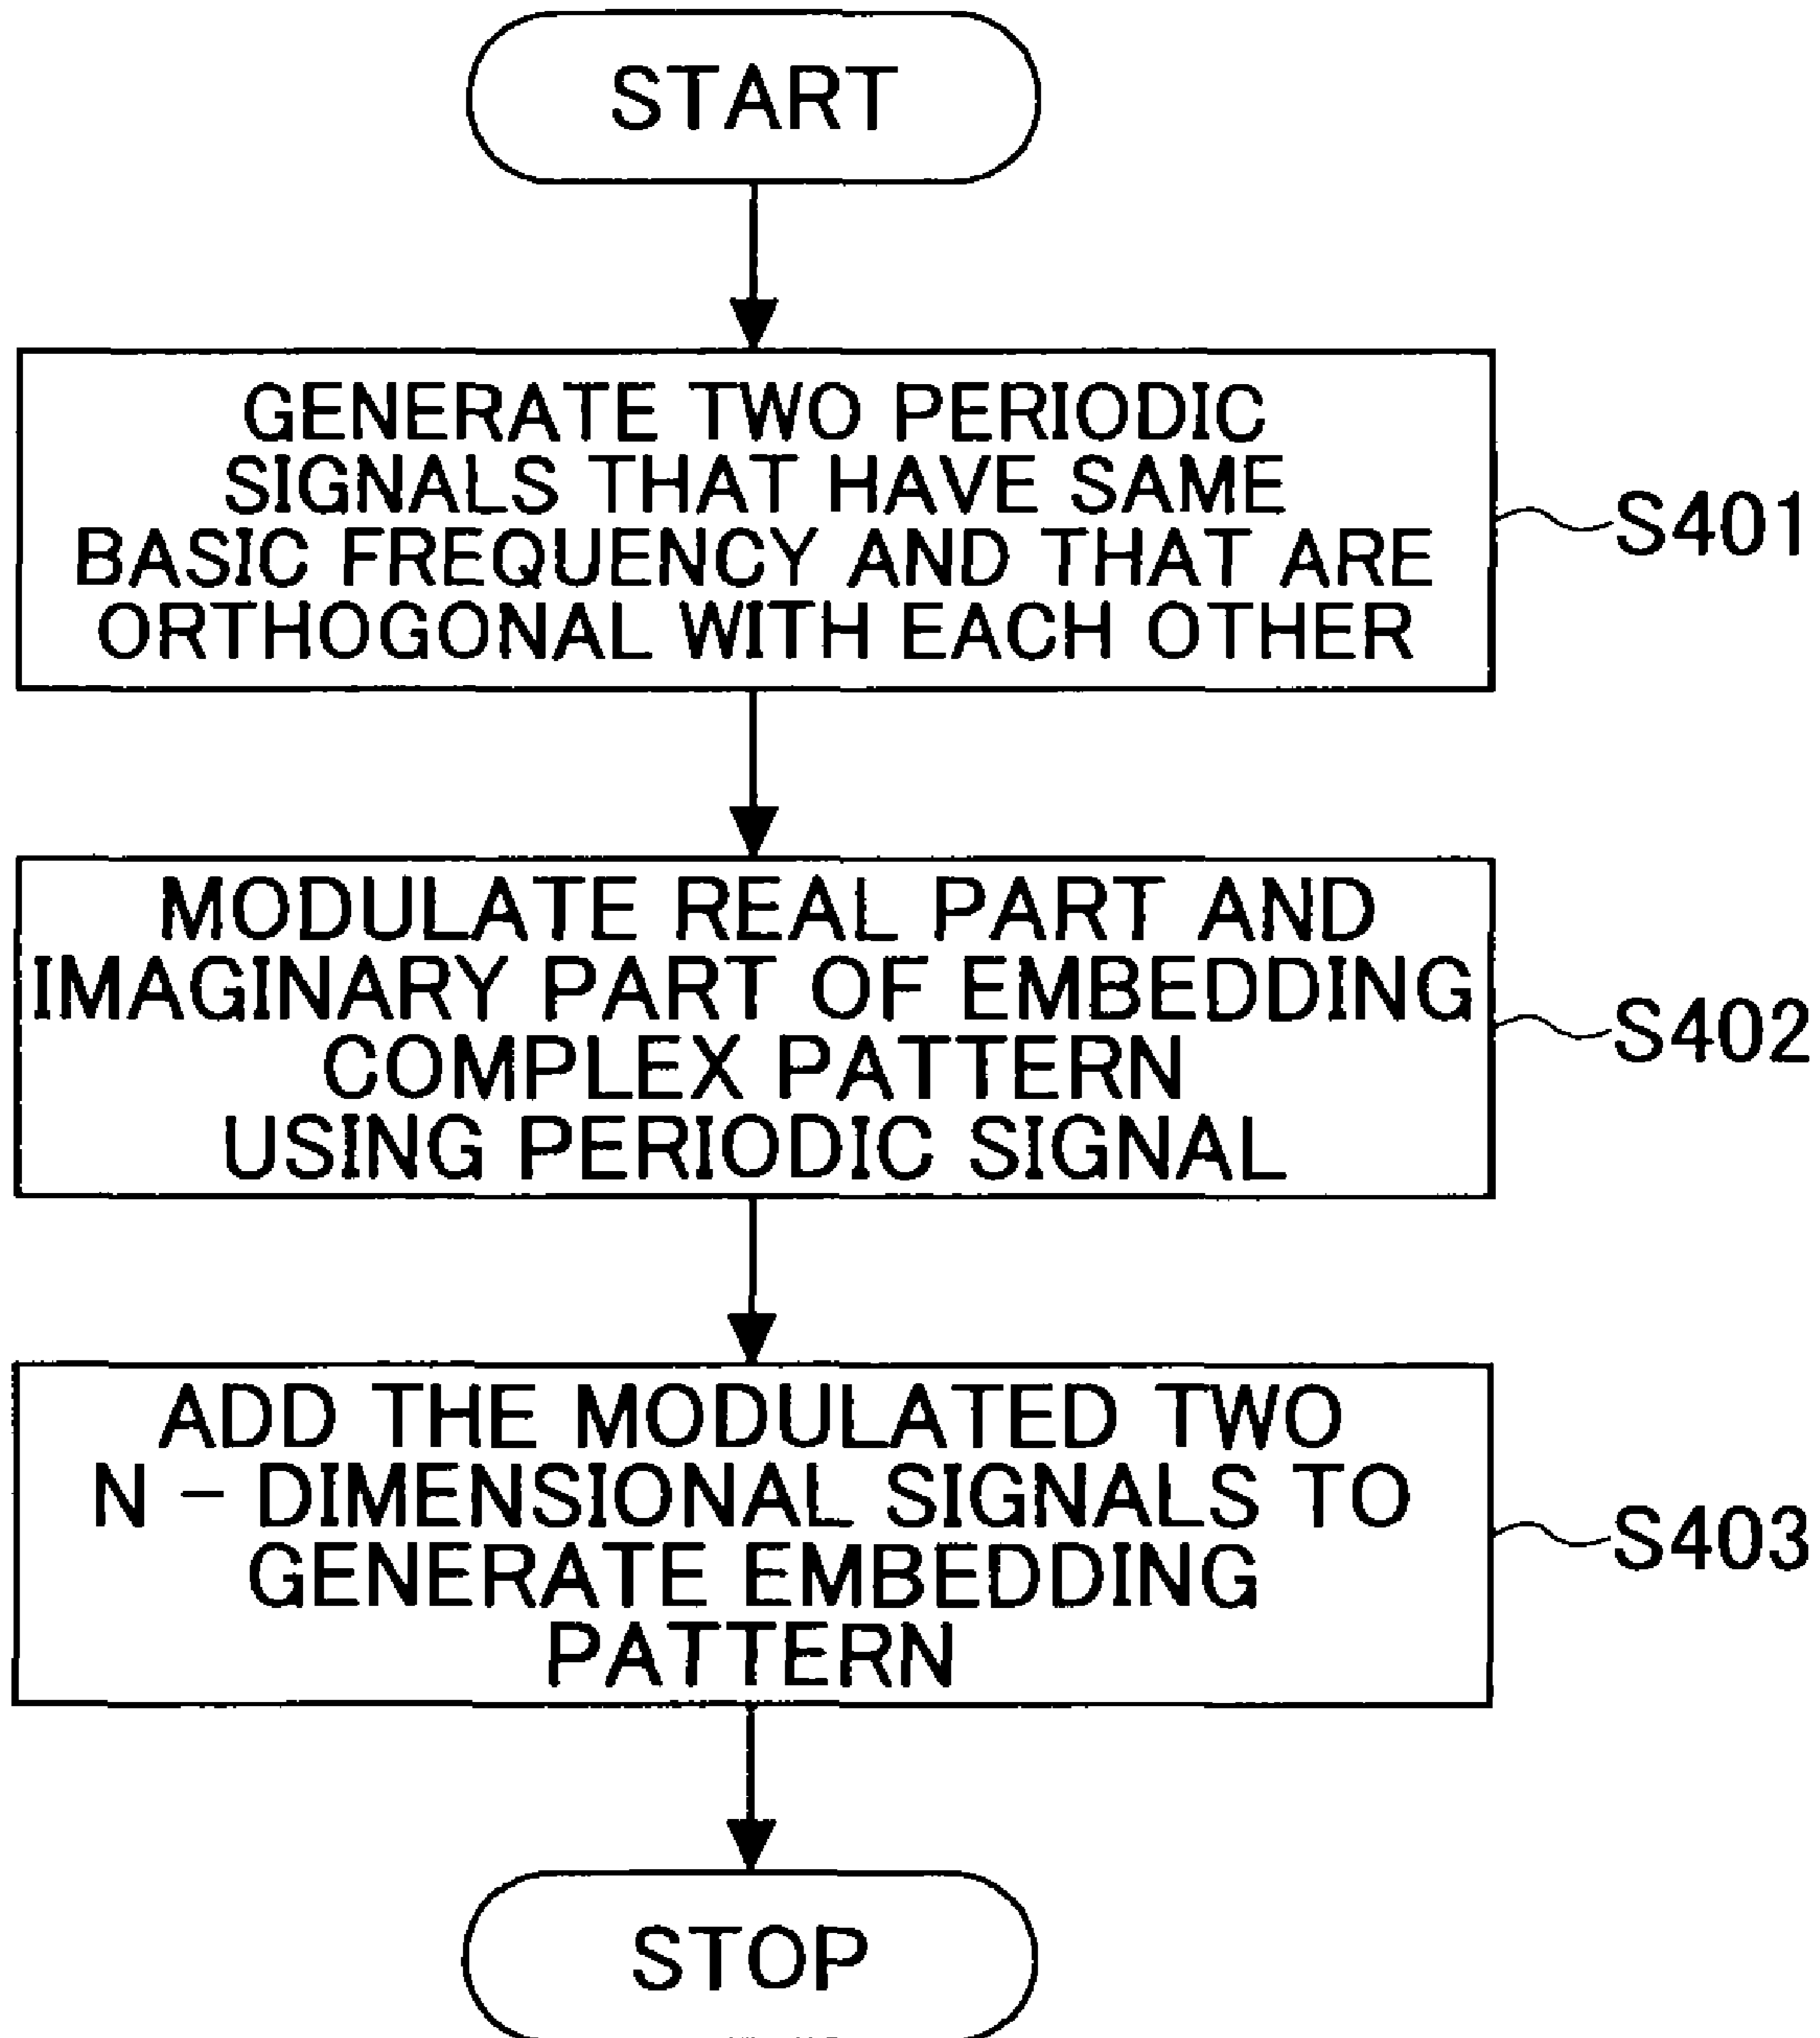 START
GENERATE TWO PERIODIC
SIGNALS THAT HAVE SAME
BASIC FREQUENCY AND THAT ARE
ORTHOGONAL WITH EACH OTHER
S401
MODULATE REAL PART AND
IMAGINARY PART OF EMBEDDING
COMPLEX PATTERN
USING PERIODIC SIGNAL
S402
ADD THE MODULATED TWO
N - DIMENSIONAL SIGNALS TO
GENERATE EMBEDDING
PATTERN
S403
STOP